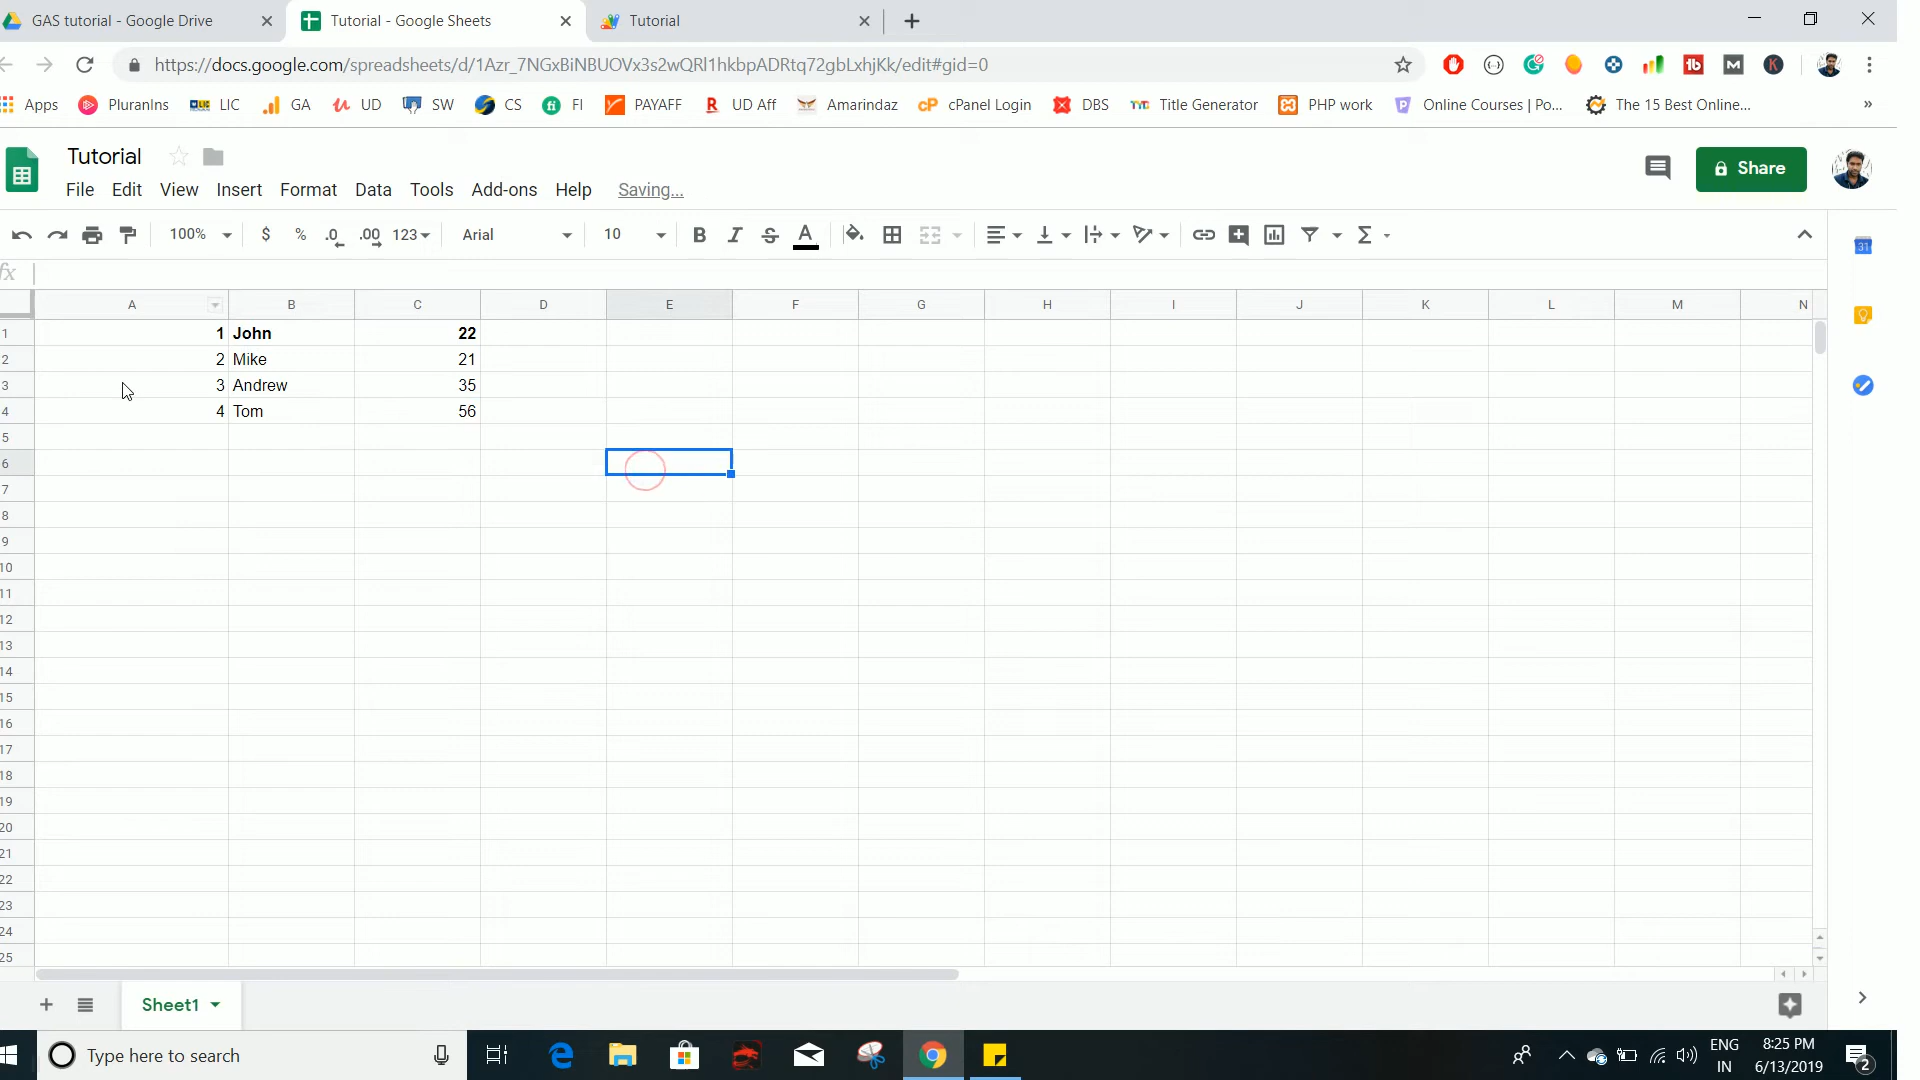 GAS tutorial - Google Drive
Tutorial - Google Sheets
Tutorial
https://docs.google.com/spreadsheets/d/1Azr_7NGxBiNBUOVx3s2wQRl1hkbpADRtq72gbLxhjKk/edit#gid=0
Apps PluranIns LIC GA UD SW CS FI PAYAFF UD Aff Amarindaz cPanel Login DBS Title Generator PHP work Online Courses | Po... The 15 Best Online... »
Tutorial
File Edit View Insert Format Data Tools Add-ons Help Saving...
Share
100% $ % .0 .00 123 Arial 10 B I S A Σ
31
fx
A B C D E F G H I J K L M N
1 1 John 22
2 2 Mike 21
3 3 Andrew 35
4 4 Tom 56
5
6
7
8
9
10
11
12
13
14
15
16
17
18
19
20
21
22
23
24
25
Sheet1
Type here to search
ENG
IN
8:25 PM
6/13/2019
2